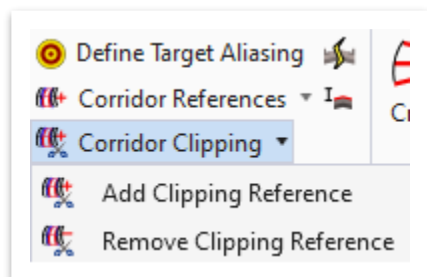 Define Target Aliasing
Corridor References
Corridor Clipping
Add Clipping Reference
Remove Clipping Reference